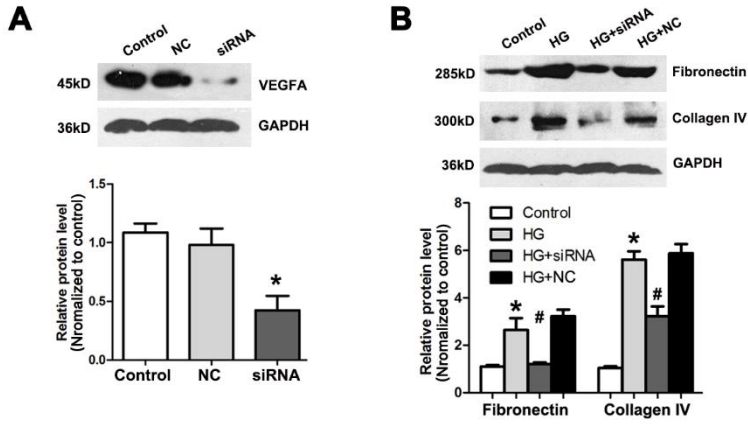 A
Control NC siRNA
45kD VEGFA
36kD GAPDH
Relative protein level
(Nromalized to control)
1.5
1.0
0.5
0.0
*
Control NC siRNA
B
Control HG HG+siRNA HG+NC
285kD Fibronectin
300kD Collagen IV
36kD GAPDH
Relative protein level
(Nromalized to control)
8
6
4
2
0
Control
HG
HG+siRNA
HG+NC
* #
* #
Fibronectin Collagen IV